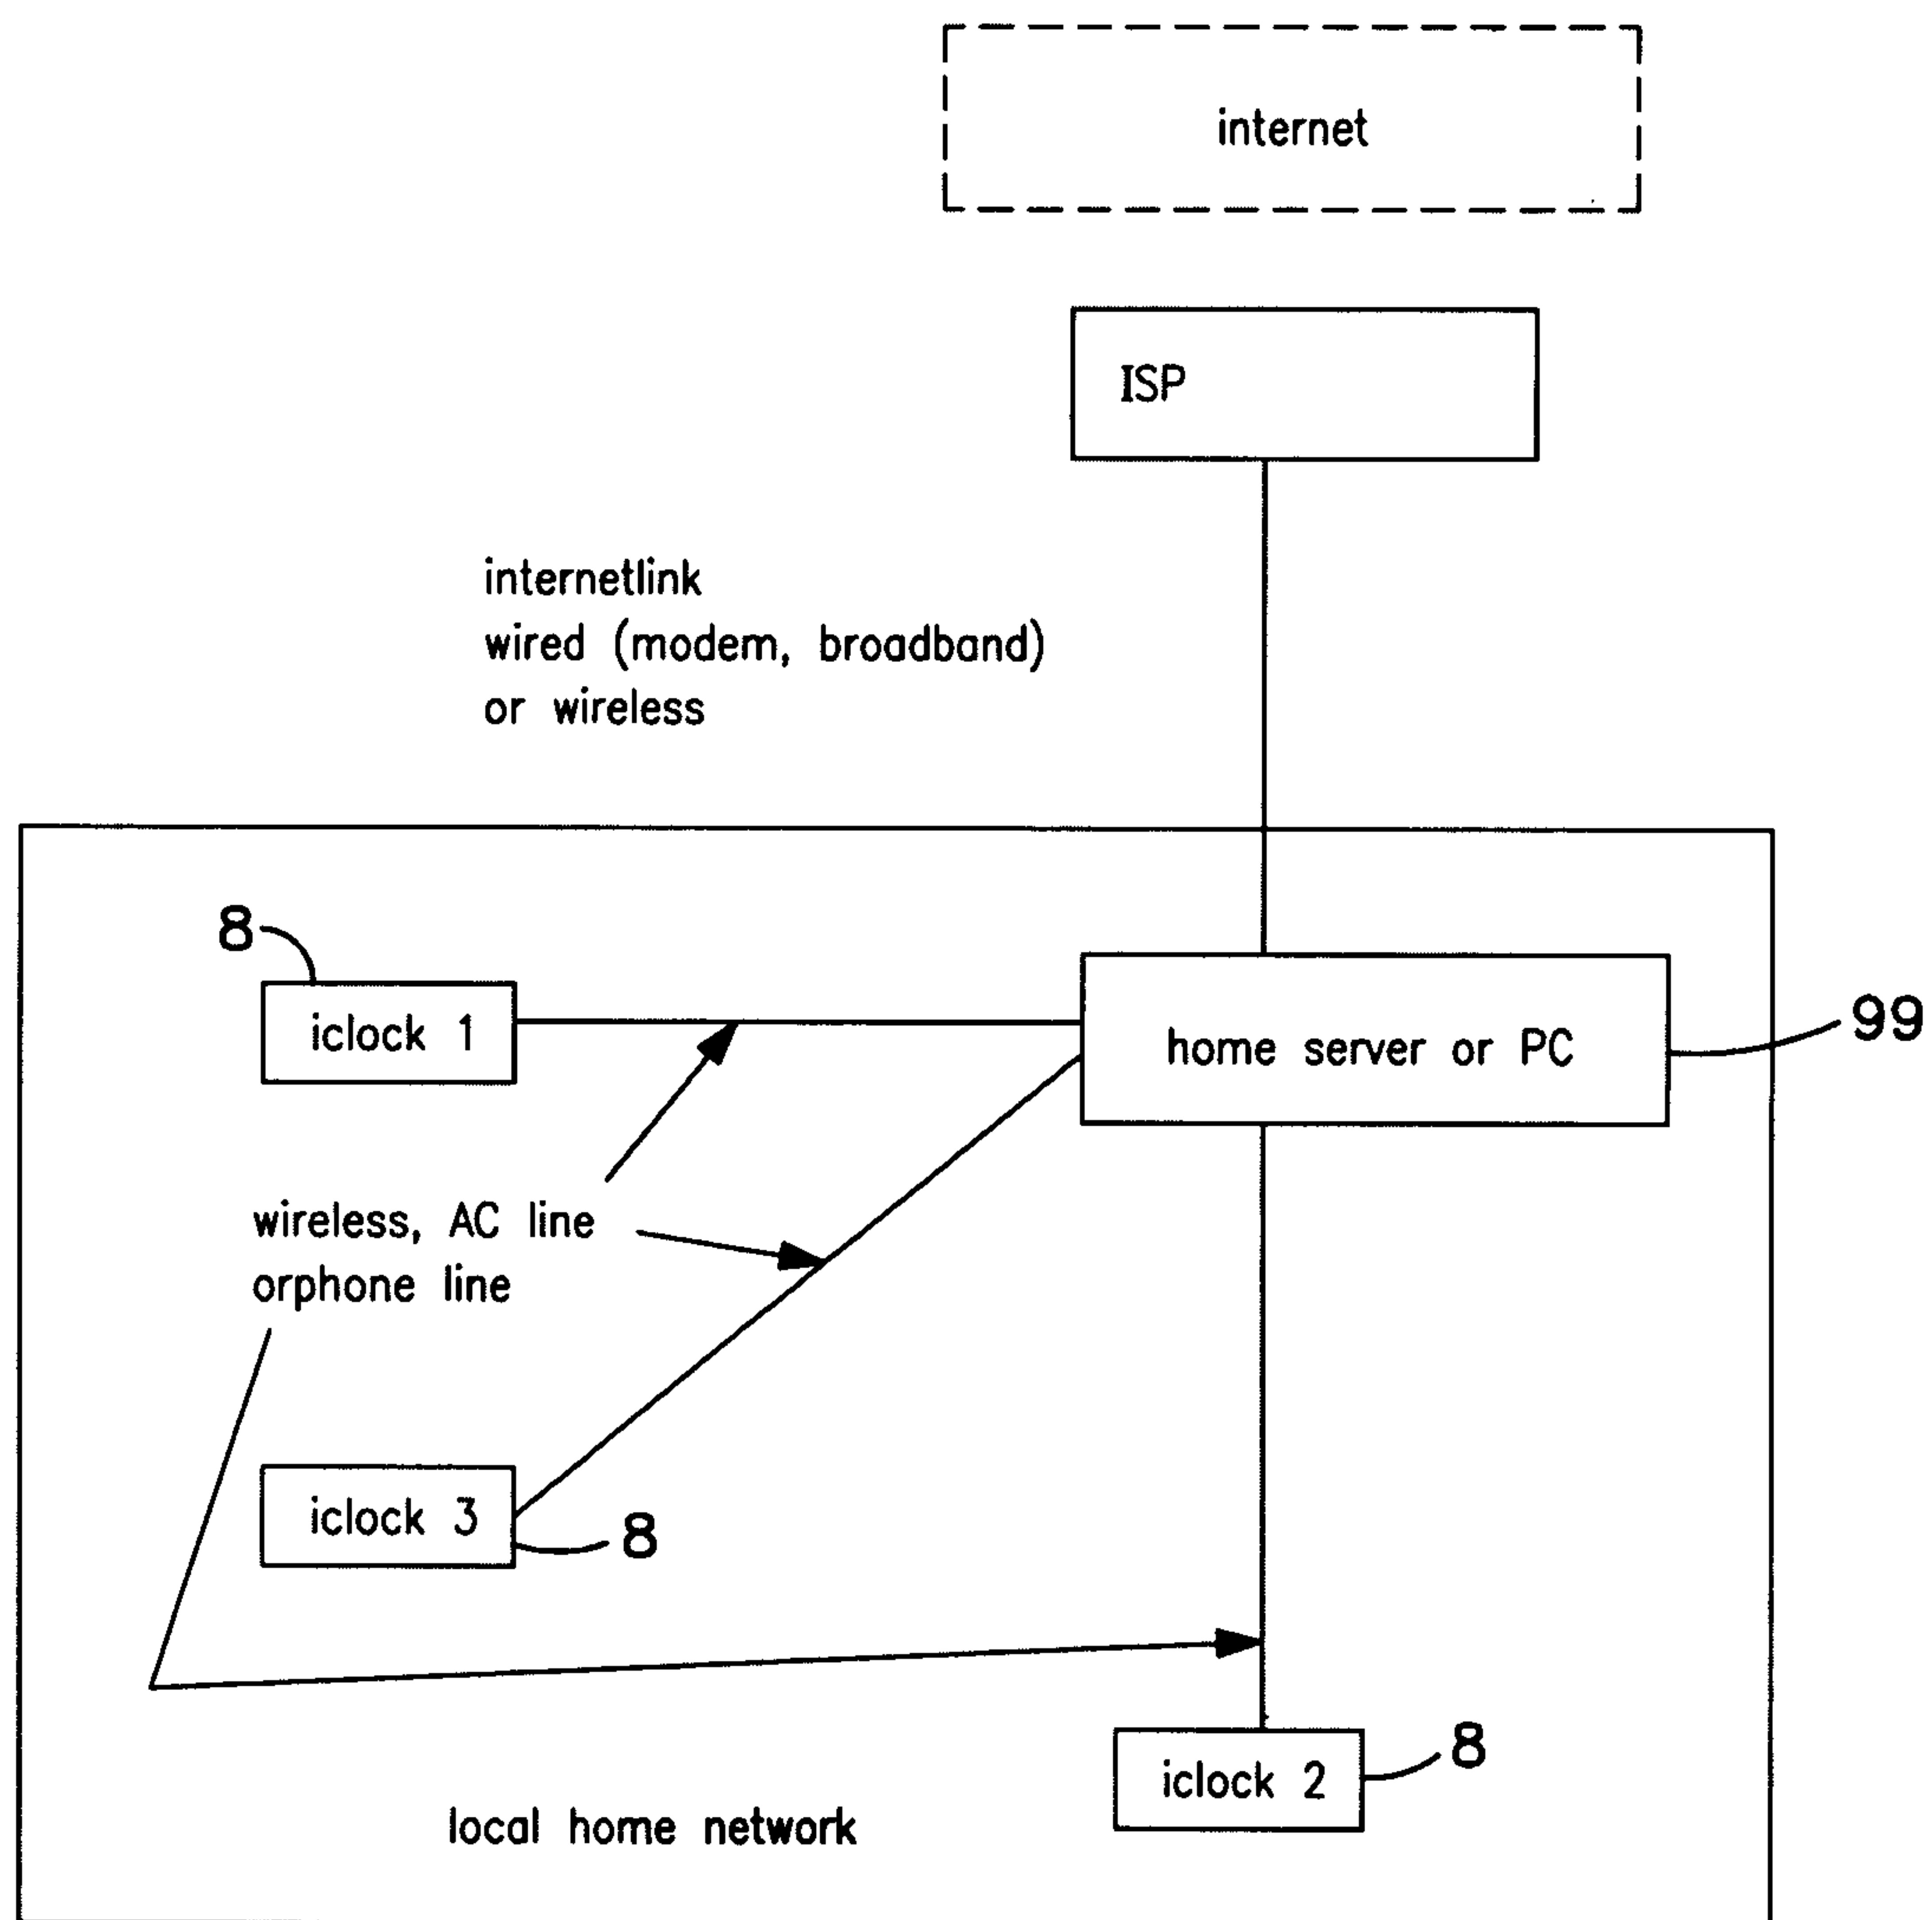 internet
ISP
internetlink
wired (modem, broadband)
or wireless
8
iclock 1
home server or PC
99
wireless, AC line
orphone line
iclock 3
8
iclock 2
8
local home network